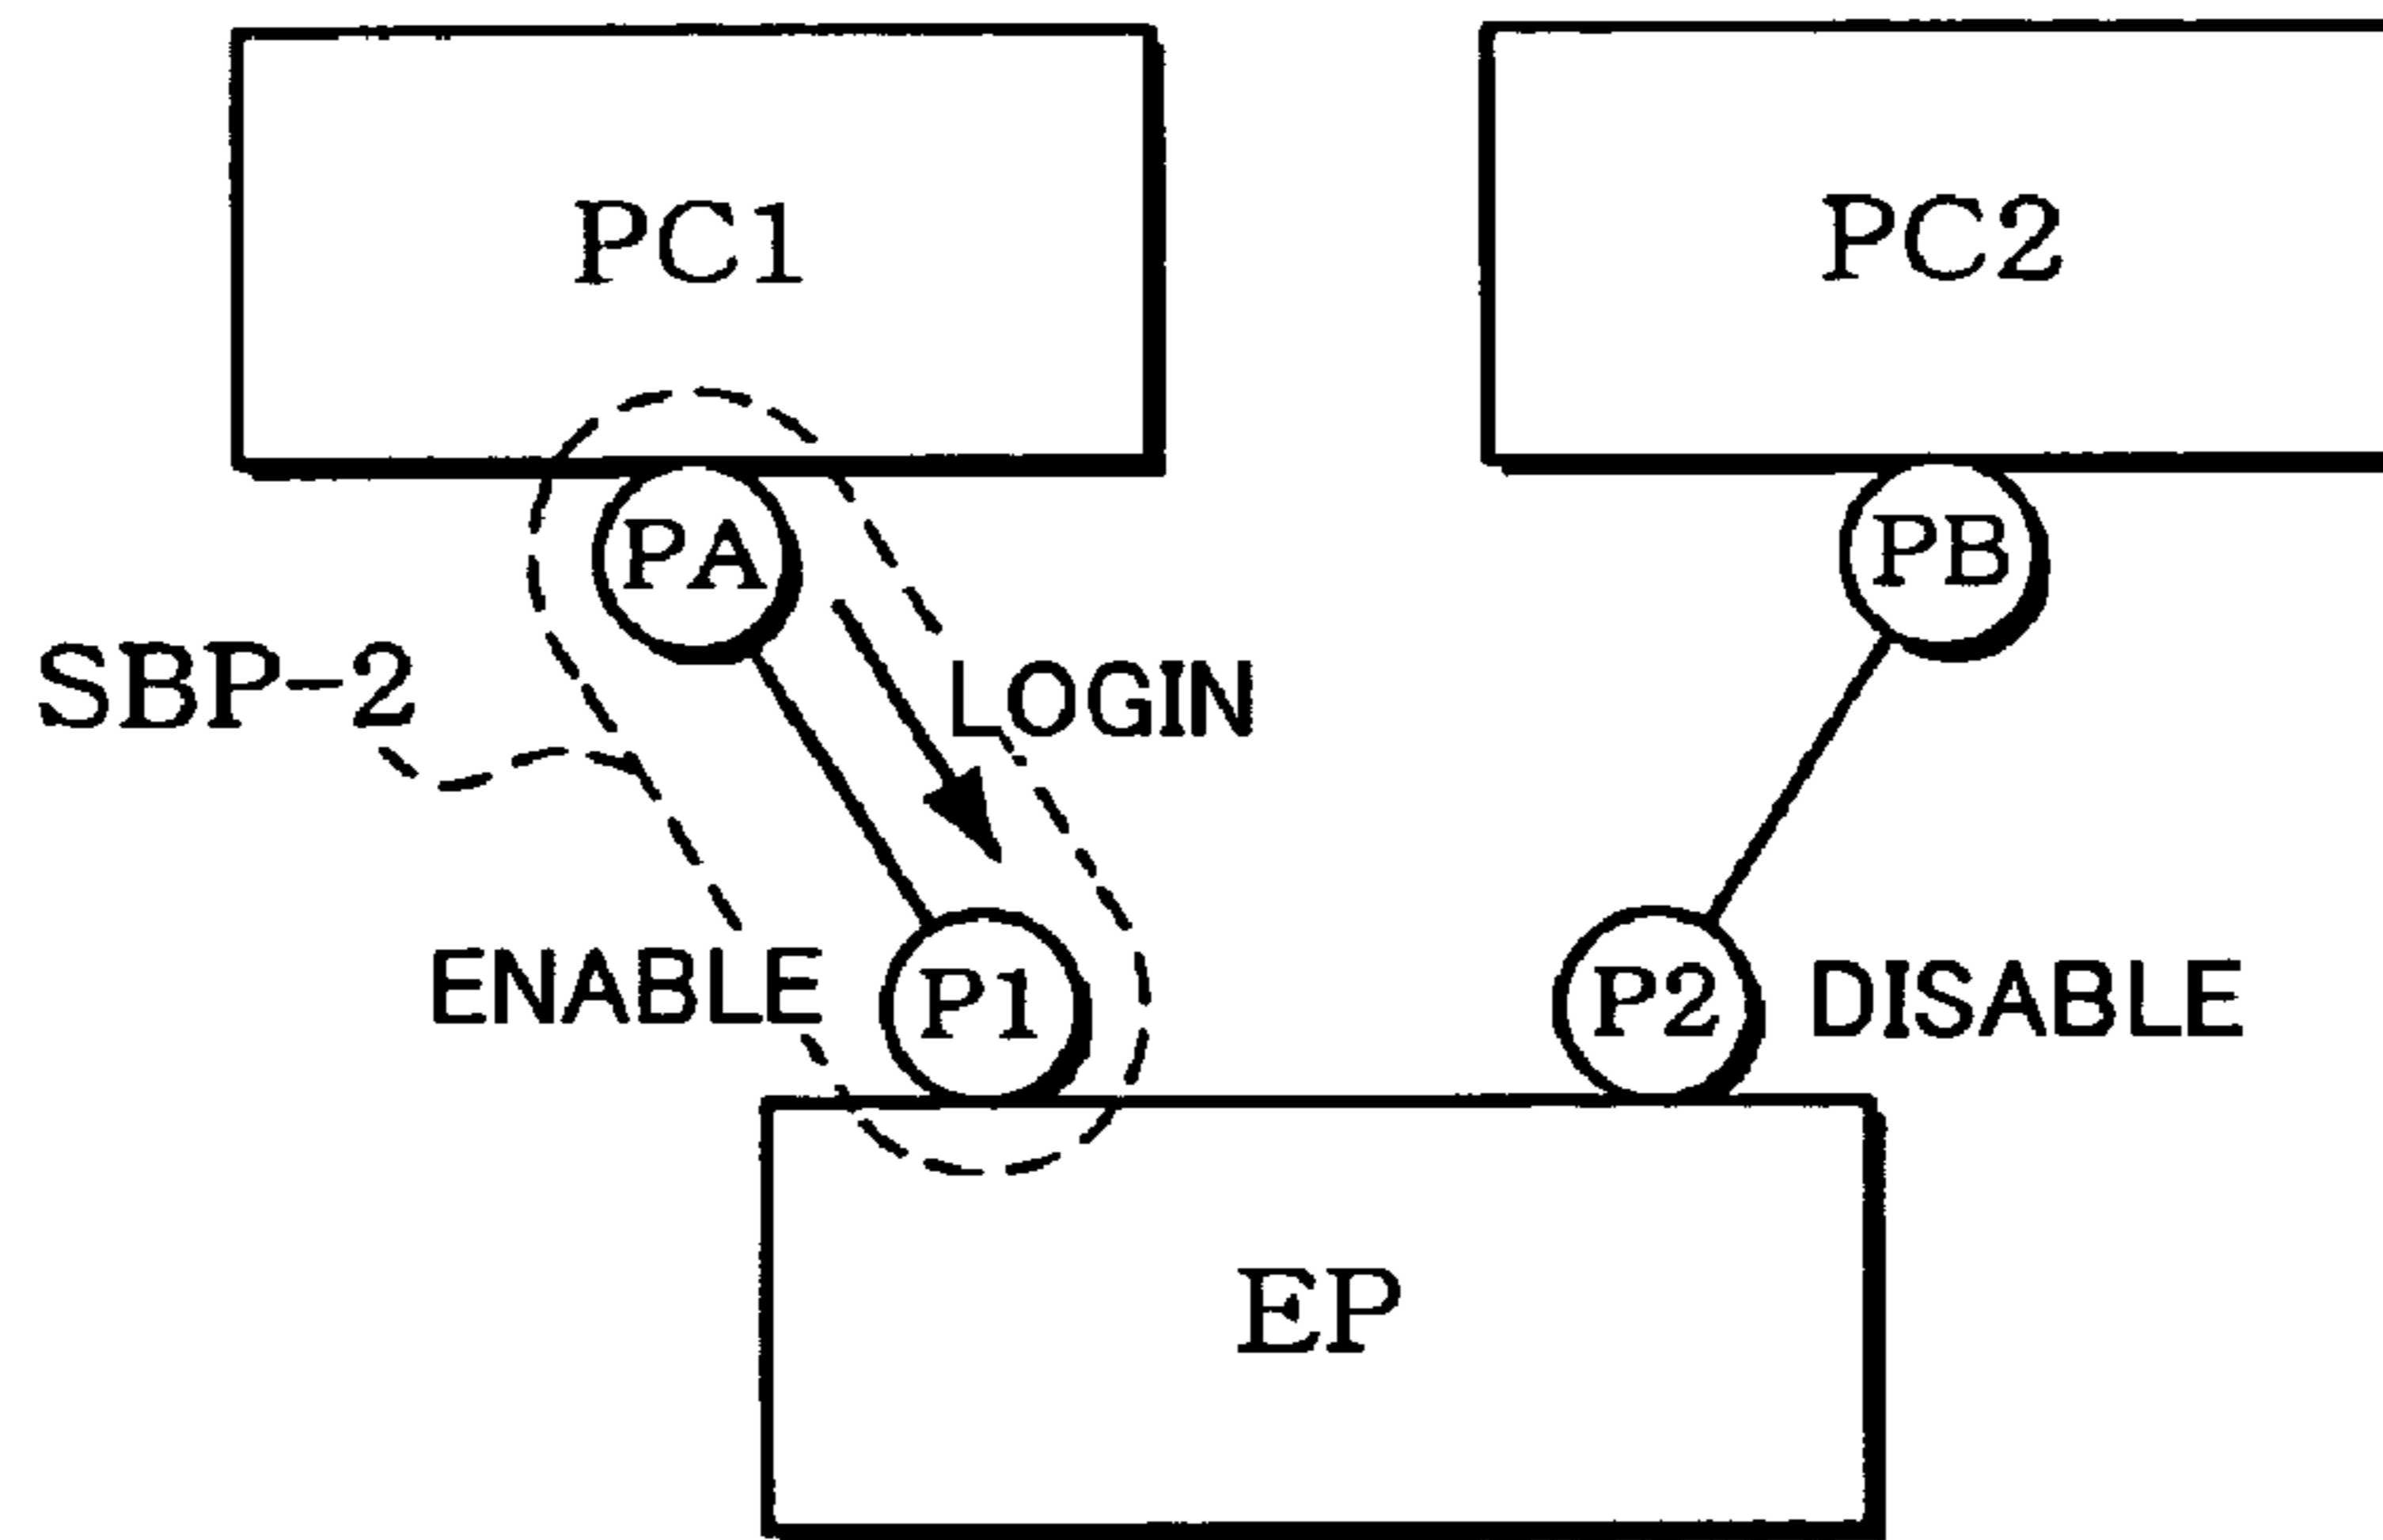 PC1
PC2
PA
PB
SBP-2
LOGIN
ENABLE
P1
P2
DISABLE
EP